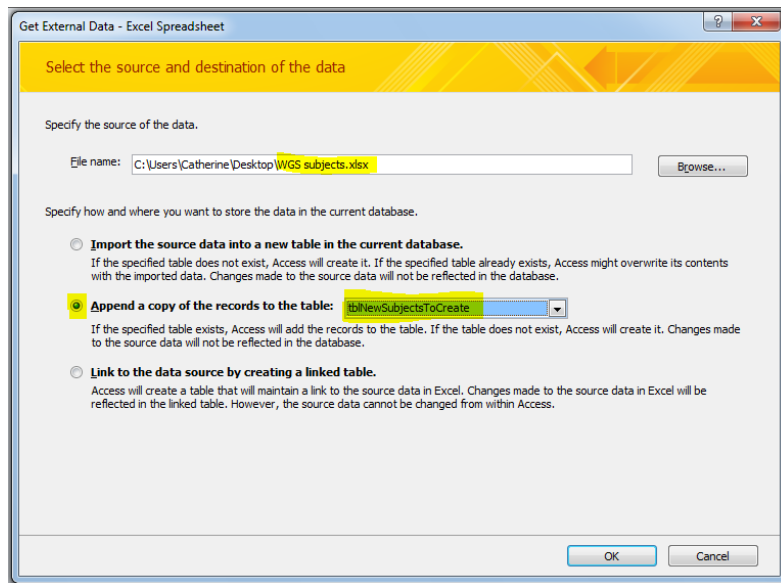 Get External Data - Excel Spreadsheet
Select the source and destination of the data
Specify the source of the data.
File name: C:\Users\Catherine\Desktop\WGS subjects.xlsx Browse...
Specify how and where you want to store the data in the current database.
Import the source data into a new table in the current database.
If the specified table does not exist, Access will create it. If the specified table already exists, Access might overwrite its contents
with the imported data. Changes made to the source data will not be reflected in the database.
Append a copy of the records to the table: tblNewSubjectsToCreate
If the specified table exists, Access will add the records to the table. If the table does not exist, Access will create it. Changes made
to the source data will not be reflected in the database.
Link to the data source by creating a linked table.
Access will create a table that will maintain a link to the source data in Excel. Changes made to the source data in Excel will be
reflected in the linked table. However, the source data cannot be changed from within Access.
OK Cancel